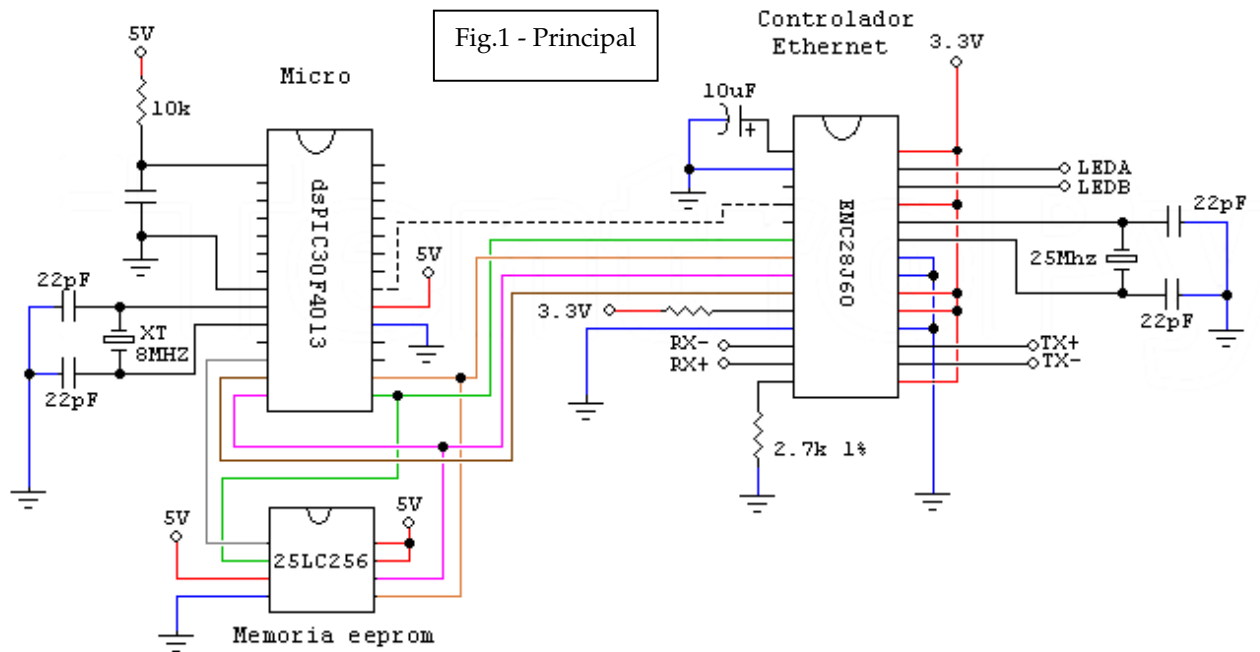 Fig.1 - Principal
Controlador
Ethernet
5V
3.3V
Micro
10k
10uF
+
LEDA
LEDB
dsPIC30F4013
ENC28J60
22pF
25Mhz
22pF
5V
22pF
XT
8MHZ
22pF
3.3V
RX-
RX+
TX+
TX-
2.7k 1%
5V
5V
25LC256
Memoria eeprom